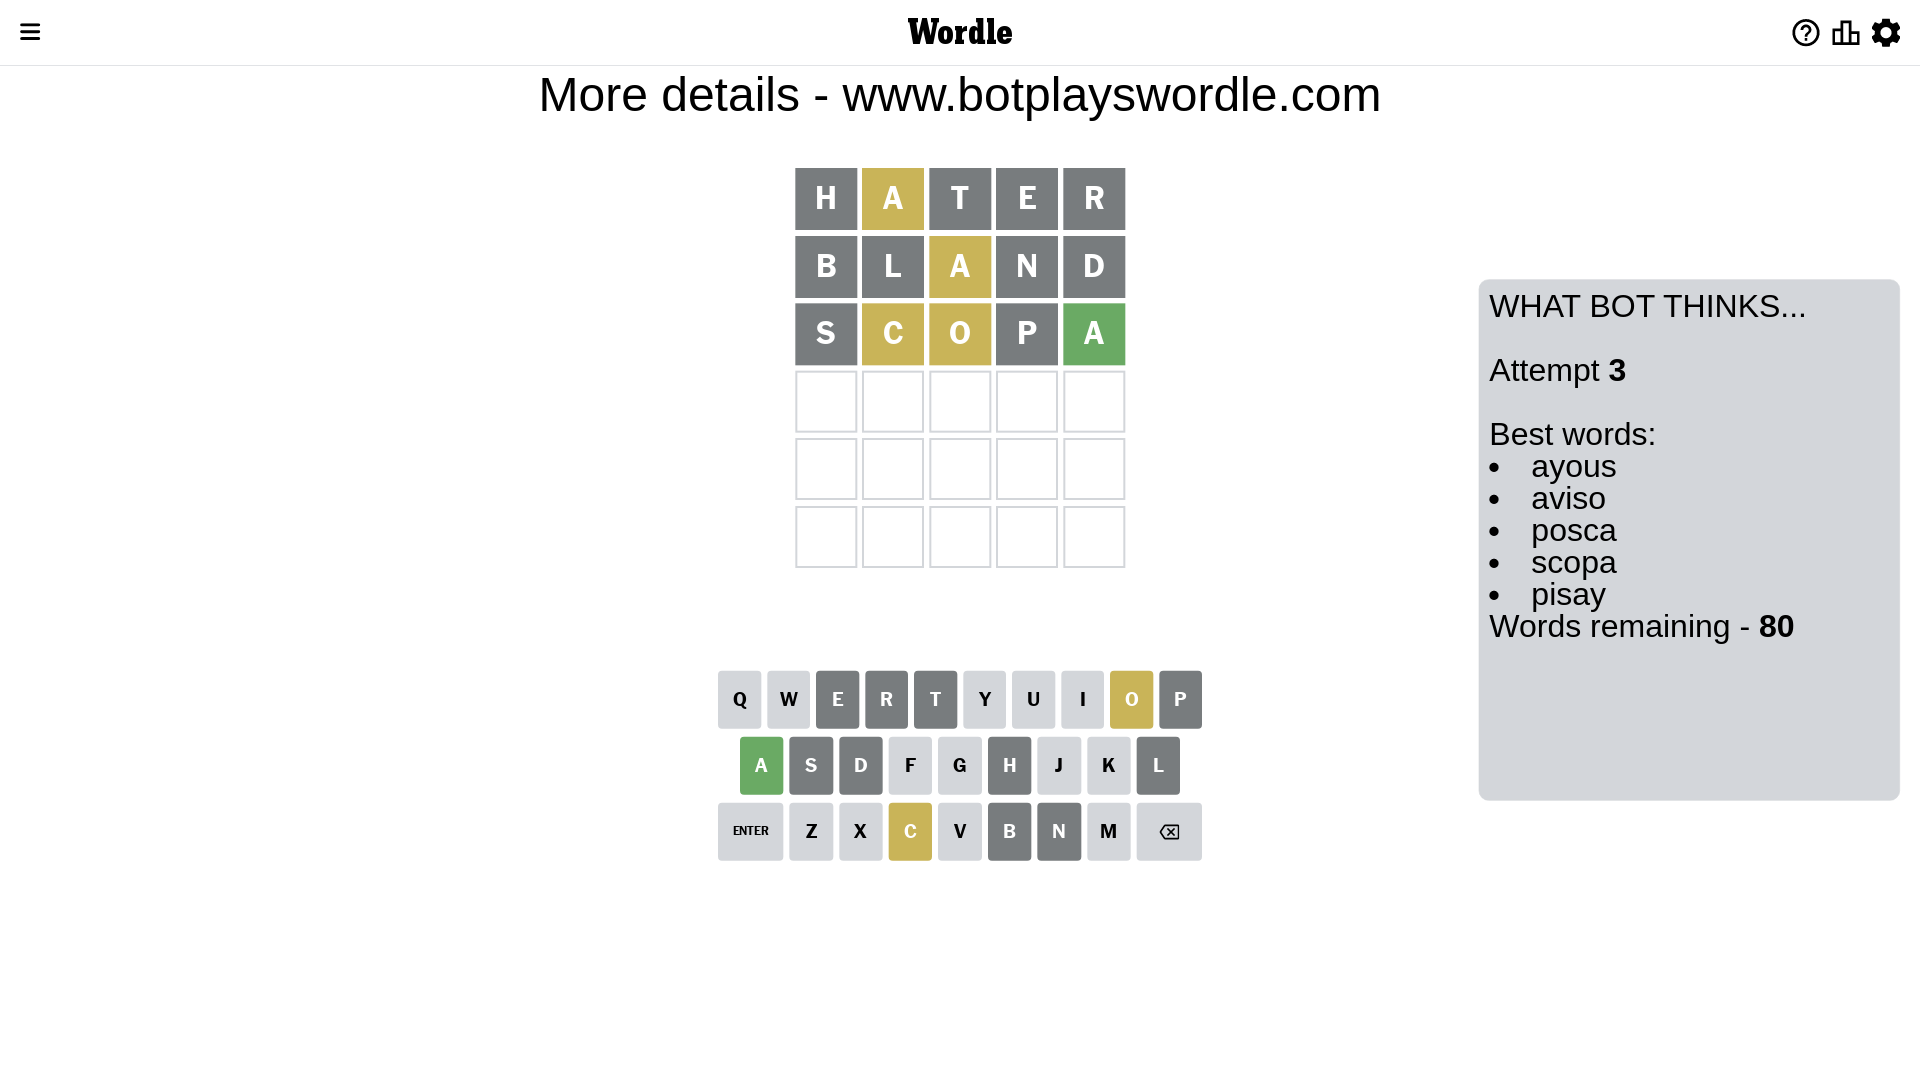 Wordle
More details - www.botplayswordle.com
H A T E R
B L A N D
S C O P A
WHAT BOT THINKS...
Attempt 3
Best words:
• ayous
• aviso
• posca
• scopa
• pisay
Words remaining - 80
Q W E R T Y U I O P
A S D F G H J K L
ENTER Z X C V B N M